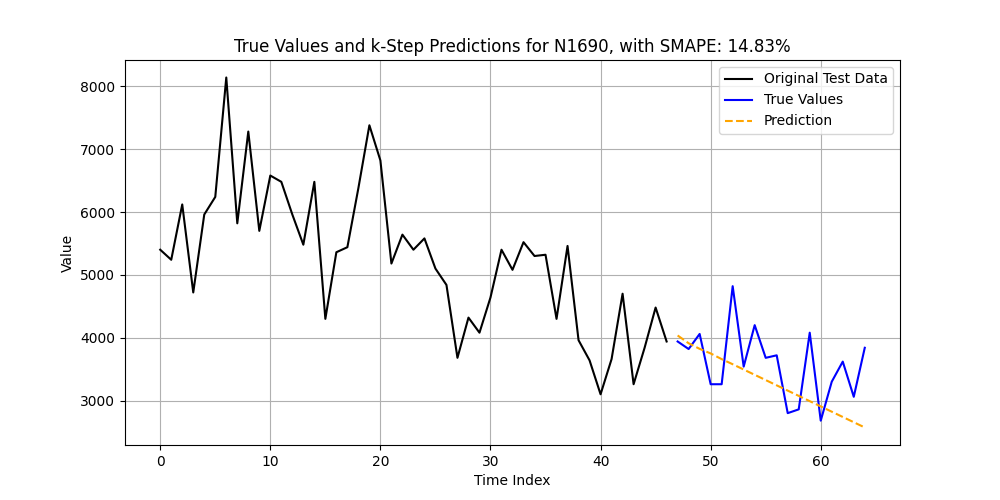 True Values and k-Step Predictions for N1690, with SMAPE: 14.83%
Original Test Data
True Values
Prediction
Value
8000
7000
6000
5000
4000
3000
0 10 20 30 40 50 60
Time Index